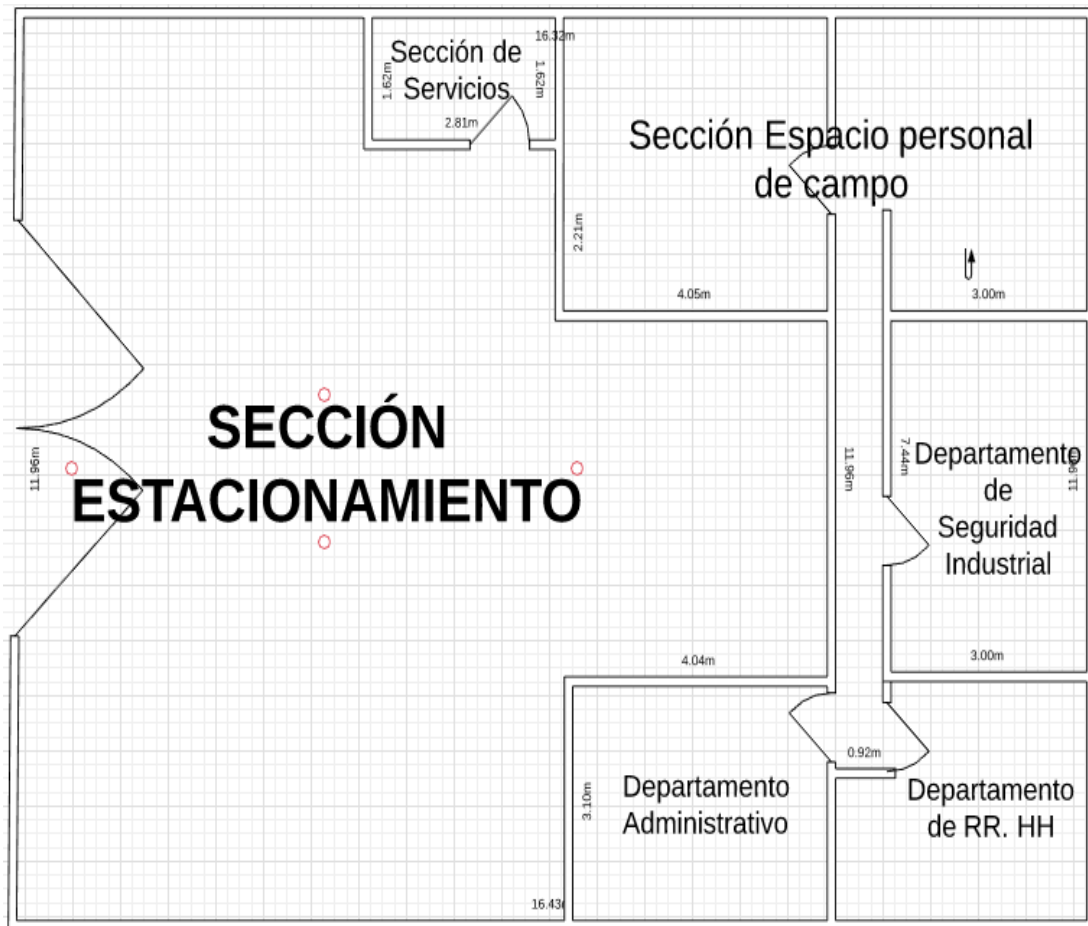 16.32m
Sección de
Servicios
1.62m
1.62m
2.81m
Sección Espacio personal
de campo
2.21m
4.05m
3.00m
SECCIÓN
ESTACIONAMIENTO
11.96m
11.96m
7.44m
Departamento
de
Seguridad
Industrial
4.04m
3.00m
0.92m
3.10m
Departamento
Administrativo
Departamento
de RR. HH
16.43